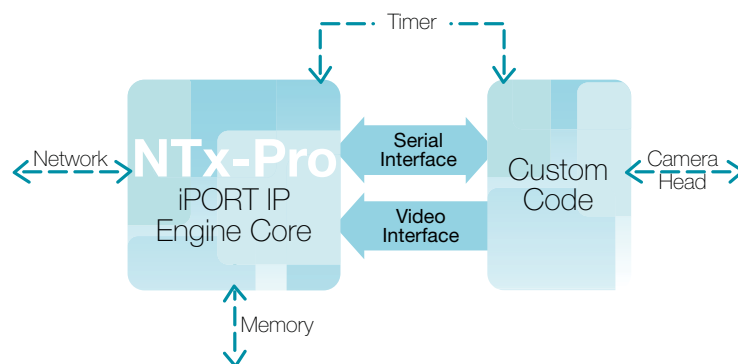 Timer
Network
NTx-Pro
iPORT IP
Engine Core
Serial
Interface
Video
Interface
Custom
Code
Camera
Head
Memory